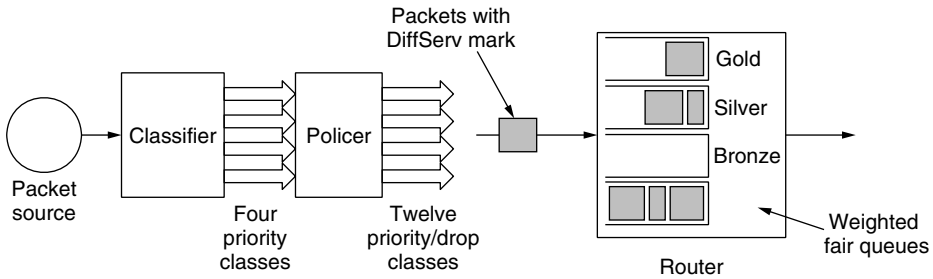 Packets with
DiffServ mark
Gold
Silver
Bronze
Classifier
Policer
Packet
source
Four
priority
classes
Twelve
priority/drop
classes
Weighted
fair queues
Router